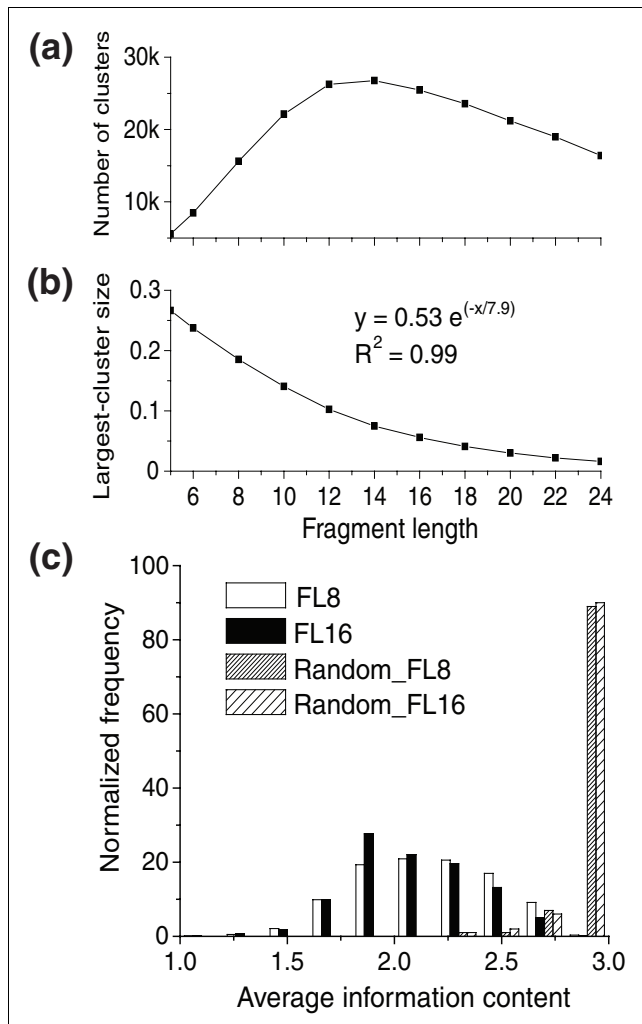 (a)
Number of clusters
30k
20k
10k
(b)
Largest-cluster size
0.3
0.2
0.1
0
y = 0.53 e(-x/7.9)
R2 = 0.99
6 8 10 12 14 16 18 20 22 24
Fragment length
(c)
Normalized frequency
100
80
60
40
20
0
FL8
FL16
Random_FL8
Random_FL16
1.0 1.5 2.0 2.5 3.0
Average information content